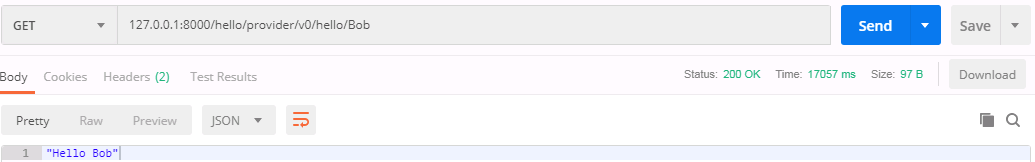 GET 127.0.0.1:8000/hello/provider/v0/hello/Bob Send Save
Body Cookies Headers (2) Test Results Status: 200 OK Time: 17057 ms Size: 97 B Download
Pretty Raw Preview JSON
1 "Hello Bob"